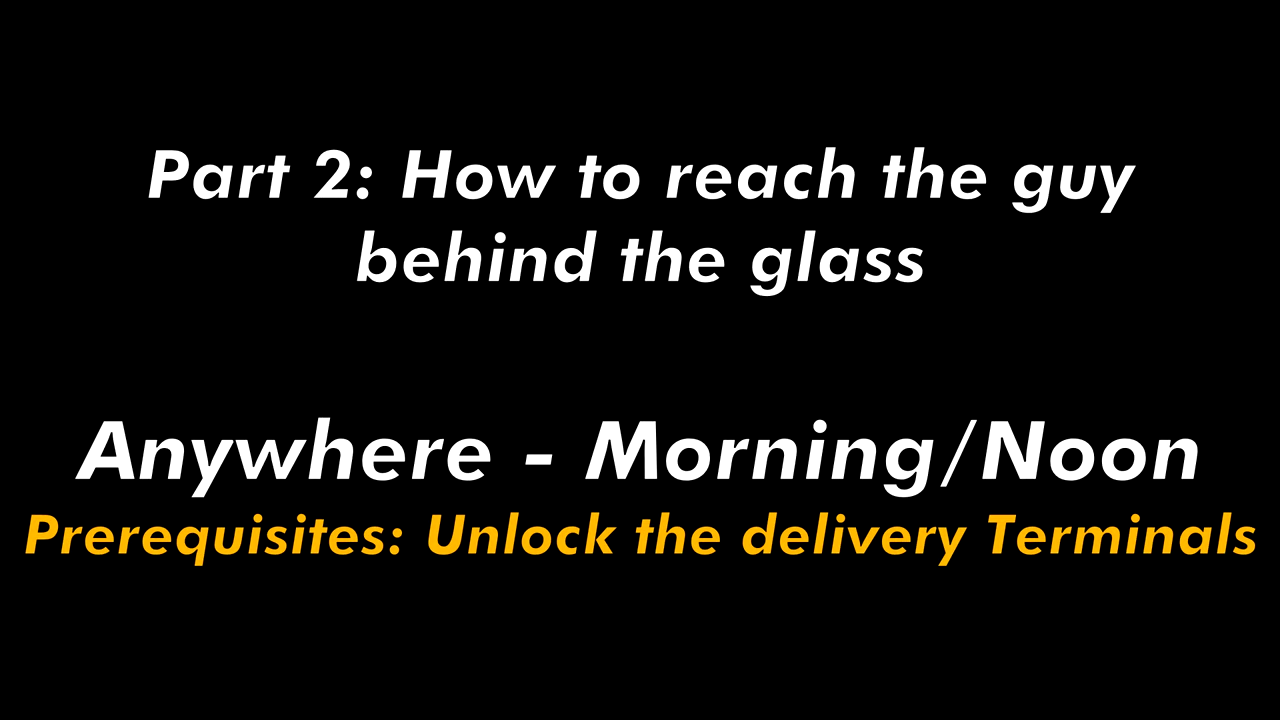 Part 2: How to reach the guy
behind the glass
Anywhere - Morning/Noon
Prerequisites: Unlock the delivery Terminals